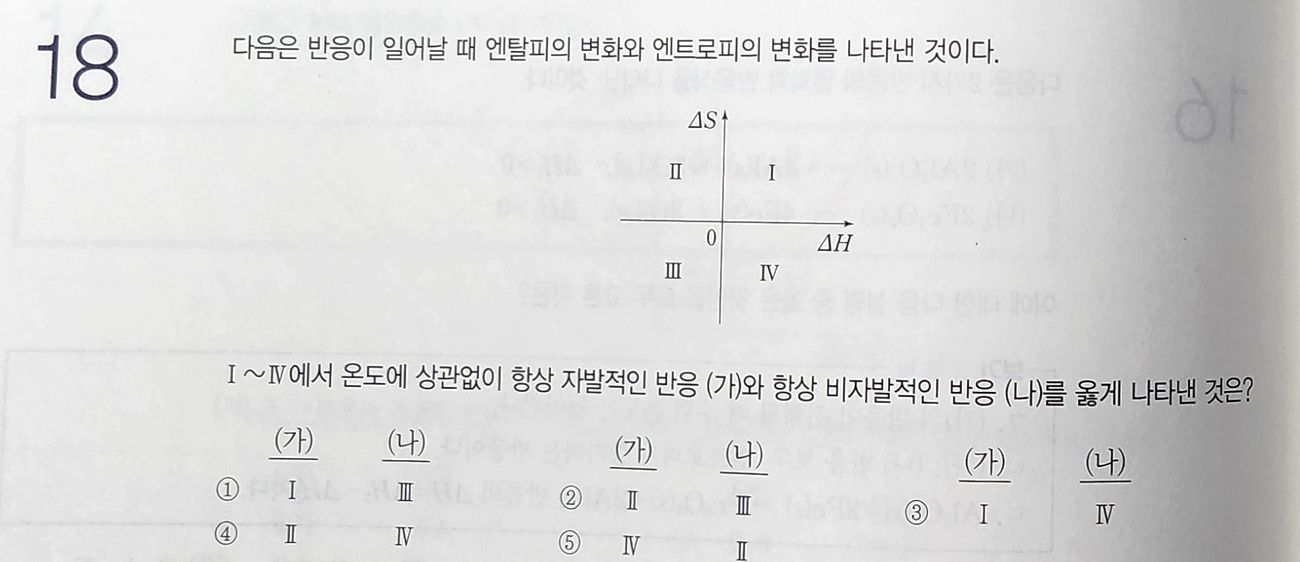 18
다음은 반응이 일어날 때 엔탈피의 변화와 엔트로피의 변화를 나타낸 것이다.
ΔS
Ⅱ Ⅰ
0 ΔH
Ⅲ Ⅳ
Ⅰ~Ⅳ에서 온도에 상관없이 항상 자발적인 반응 (가)와 항상 비자발적인 반응 (나)를 옳게 나타낸 것은?
(가) (나) (가) (나) (가) (나)
① Ⅰ Ⅲ ② Ⅱ Ⅲ ③ Ⅰ Ⅳ
④ Ⅱ Ⅳ ⑤ Ⅳ Ⅱ